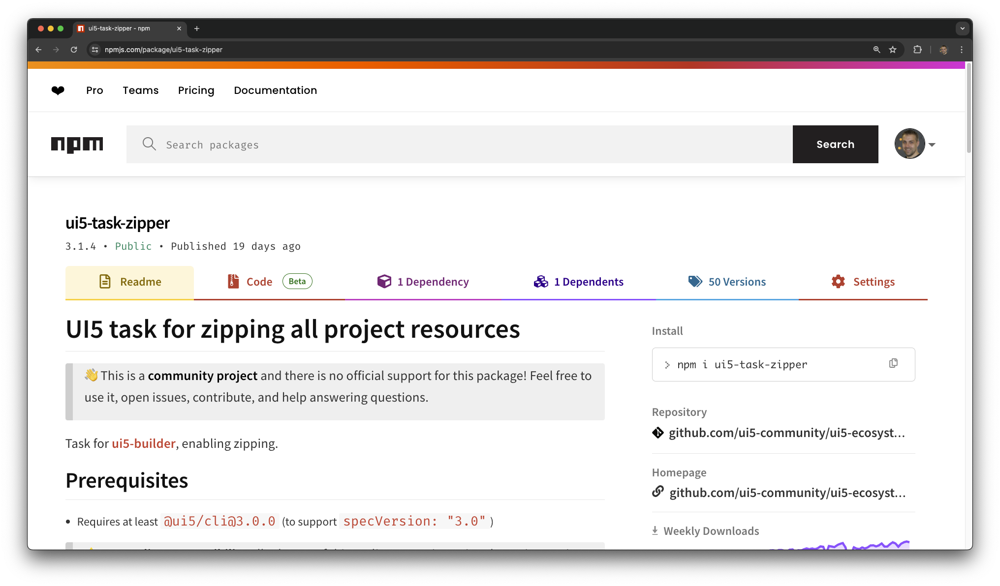 ui5-task-zipper - npm
npmjs.com/package/ui5-task-zipper
Pro Teams Pricing Documentation
npm Search packages Search
ui5-task-zipper
3.1.4 • Public • Published 19 days ago
Readme Code Beta 1 Dependency 1 Dependents 50 Versions Settings
UI5 task for zipping all project resources
👋 This is a community project and there is no official support for this package! Feel free to
use it, open issues, contribute, and help answering questions.
Task for ui5-builder, enabling zipping.
Prerequisites
• Requires at least @ui5/cli@3.0.0 (to support specVersion: "3.0")
Install
> npm i ui5-task-zipper
Repository
github.com/ui5-community/ui5-ecosyst...
Homepage
github.com/ui5-community/ui5-ecosyst...
Weekly Downloads